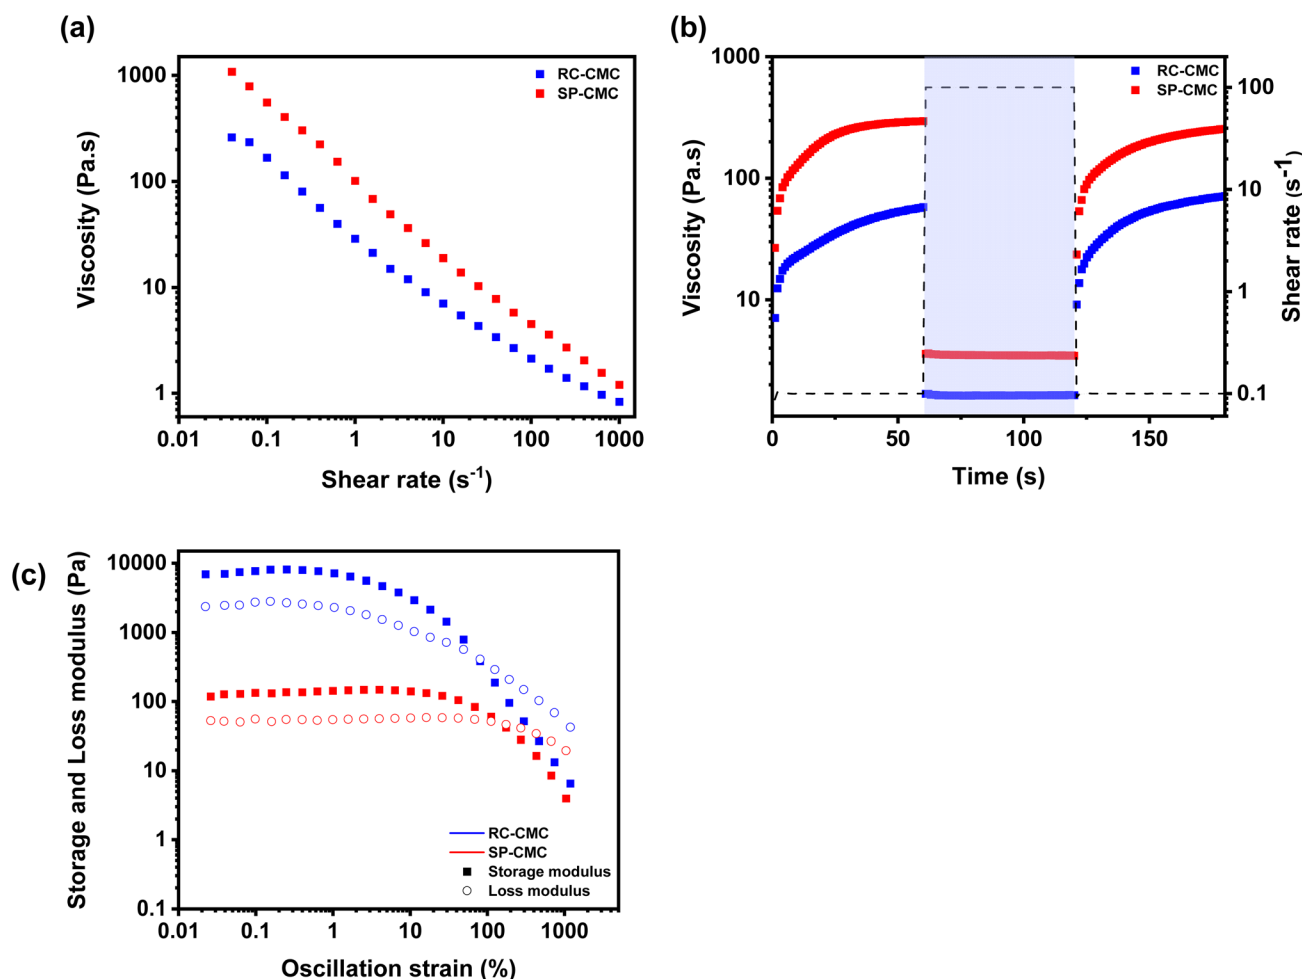 (a)
1000
100
10
1
Viscosity (Pa.s)
RC-CMC
SP-CMC
0.01 0.1 1 10 100 1000
Shear rate (s⁻¹)
(b)
1000
100
10
Viscosity (Pa.s)
RC-CMC
SP-CMC
100
10
1
0.1
Shear rate (s⁻¹)
0 50 100 150
Time (s)
(c)
10000
1000
100
10
1
0.1
Storage and Loss modulus (Pa)
RC-CMC
SP-CMC
Storage modulus
Loss modulus
0.01 0.1 1 10 100 1000
Oscillation strain (%)